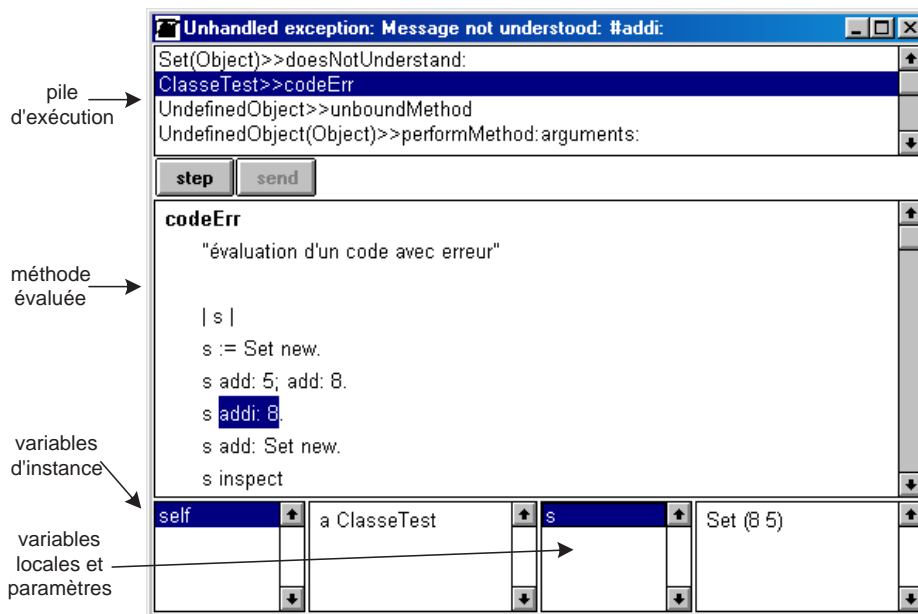 Unhandled exception: Message not understood: #addi:
Set(Object)>>doesNotUnderstand:
ClasseTest>>codeErr
UndefinedObject>>unboundMethod
UndefinedObject(Object)>>performMethod:arguments:
pile
d'exécution
step
send
codeErr
"évaluation d'un code avec erreur"
| s |
s := Set new.
s add: 5; add: 8.
s addi: 8.
s add: Set new.
s inspect
méthode
évaluée
variables
d'instance
self
a ClasseTest
s
Set (8 5)
variables
locales et
paramètres